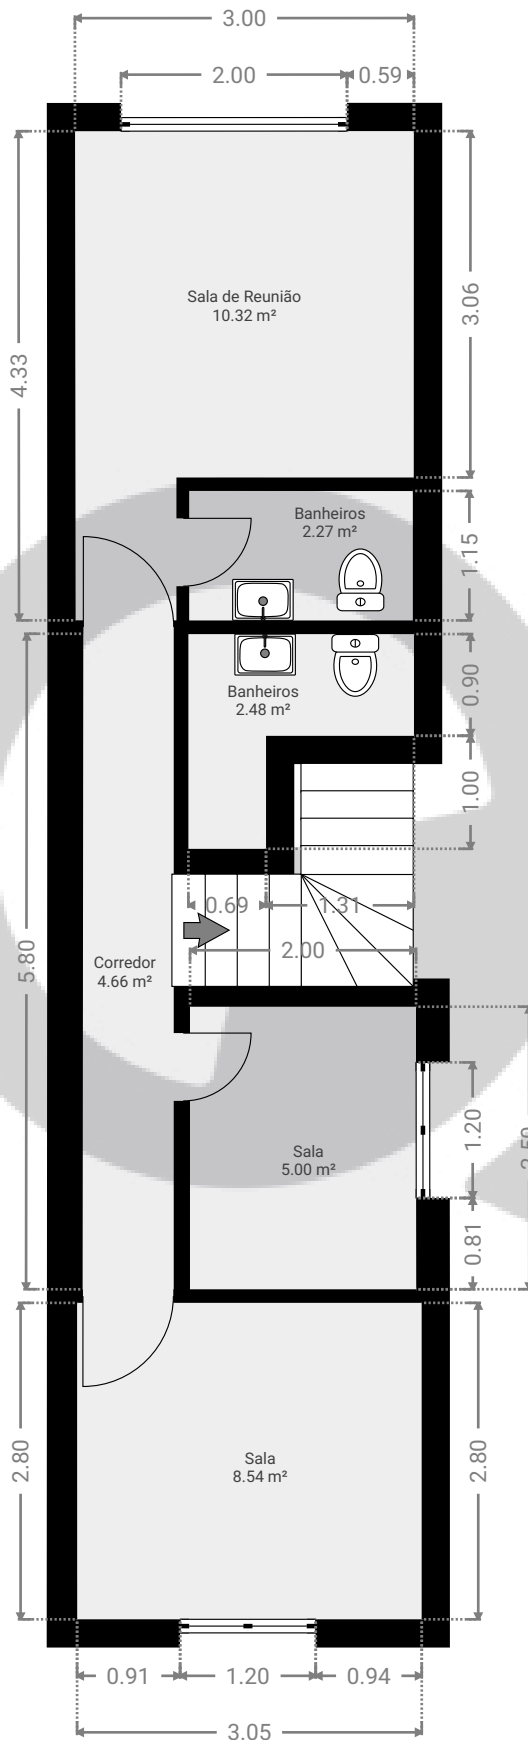 3.00
2.00
0.59
Sala de Reunião
10.32 m²
3.06
4.33
Banheiros
2.27 m²
1.15
0.90
Banheiros
2.48 m²
1.00
0.69
1.31
2.00
Corredor
4.66 m²
5.80
1.20
Sala
5.00 m²
0.81
2.80
Sala
8.54 m²
2.80
0.91
1.20
0.94
3.05